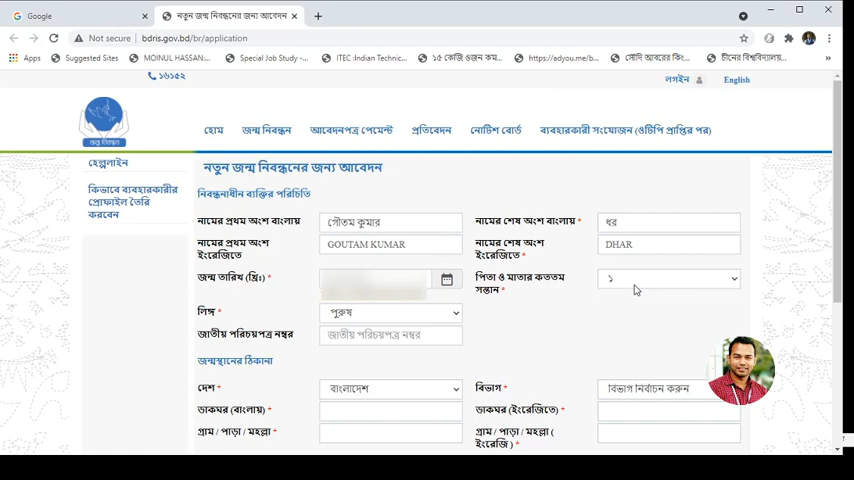 Google
নতুন জন্ম নিবন্ধনের জন্য আবেদন
Not secure
bdris.gov.bd/br/application
Apps
Suggested Sites
MOINUL HASSAN:...
Special Job Study -...
ITEC :Indian Technic...
১৫ কেজি ওজন কম...
https://adyou.me/b...
সৌদি আরবের কিং...
চীনের বিশ্ববিদ্যাল...
১৬১৫২
লগইন
English
হোম
জন্ম নিবন্ধন
আবেদনপত্র পেমেন্ট
প্রতিবেদন
নোটিশ বোর্ড
ব্যবহারকারী সংযোজন (ওটিপি প্রাপ্তির পর)
হেল্পলাইন
কিভাবে ব্যবহারকারীর
প্রোফাইল তৈরি
করবেন
নতুন জন্ম নিবন্ধনের জন্য আবেদন
নিবন্ধনাধীন ব্যক্তির পরিচিতি
নামের প্রথম অংশ বাংলায়
গৌতম কুমার
নামের শেষ অংশ বাংলায় *
ধর
নামের প্রথম অংশ
ইংরেজিতে
GOUTAM KUMAR
নামের শেষ অংশ
ইংরেজিতে *
DHAR
জন্ম তারিখ (খ্রিঃ) *
পিতা ও মাতার কততম
সন্তান *
১
লিঙ্গ *
পুরুষ
জাতীয় পরিচয়পত্র নম্বর
জাতীয় পরিচয়পত্র নম্বর
জন্মস্থানের ঠিকানা
দেশ *
বাংলাদেশ
বিভাগ *
বিভাগ নির্বাচন করুন
ডাকঘর (বাংলায়) *
ডাকঘর (ইংরেজিতে) *
গ্রাম / পাড়া / মহল্লা *
গ্রাম / পাড়া / মহল্লা (
ইংরেজি ) *